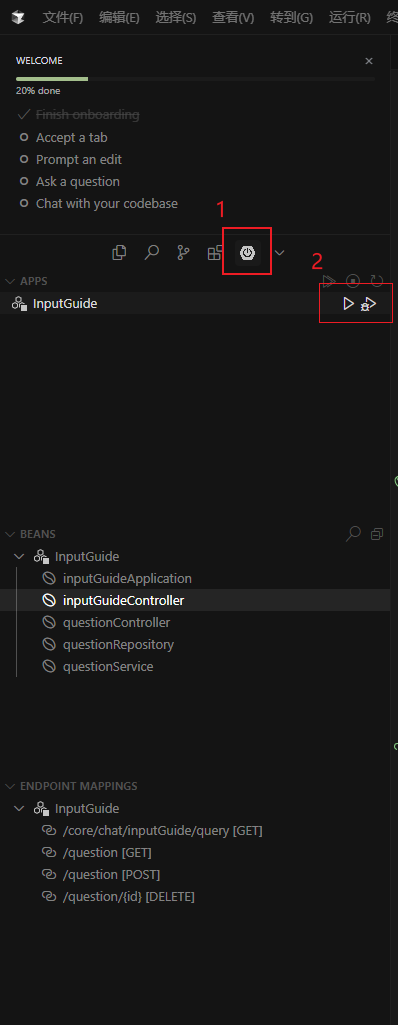 文件(F) 编辑(E) 选择(S) 查看(V) 转到(G) 运行(R)
WELCOME
20% done
Finish onboarding
Accept a tab
Prompt an edit
Ask a question
Chat with your codebase
1
2
APPS
InputGuide
BEANS
InputGuide
inputGuideApplication
inputGuideController
questionController
questionRepository
questionService
ENDPOINT MAPPINGS
InputGuide
/core/chat/inputGuide/query [GET]
/question [GET]
/question [POST]
/question/{id} [DELETE]